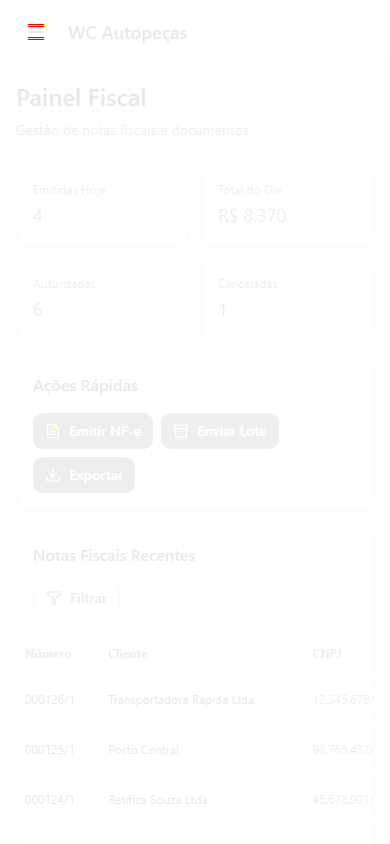 WC Autopeças
Painel Fiscal
Gestão de notas fiscais e documentos
Emitidas Hoje
4
Total do Dia
R$ 8.370
Autorizadas
6
Canceladas
1
Ações Rápidas
Emitir NF-e
Enviar Lote
Exportar
Notas Fiscais Recentes
Filtrar
Número Cliente CNPJ
000126/1 Transportadora Rápida Ltda 12.345.678/
000125/1 Posto Central 98.765.432/
000124/1 Retífica Souza Ltda 45.678.901/